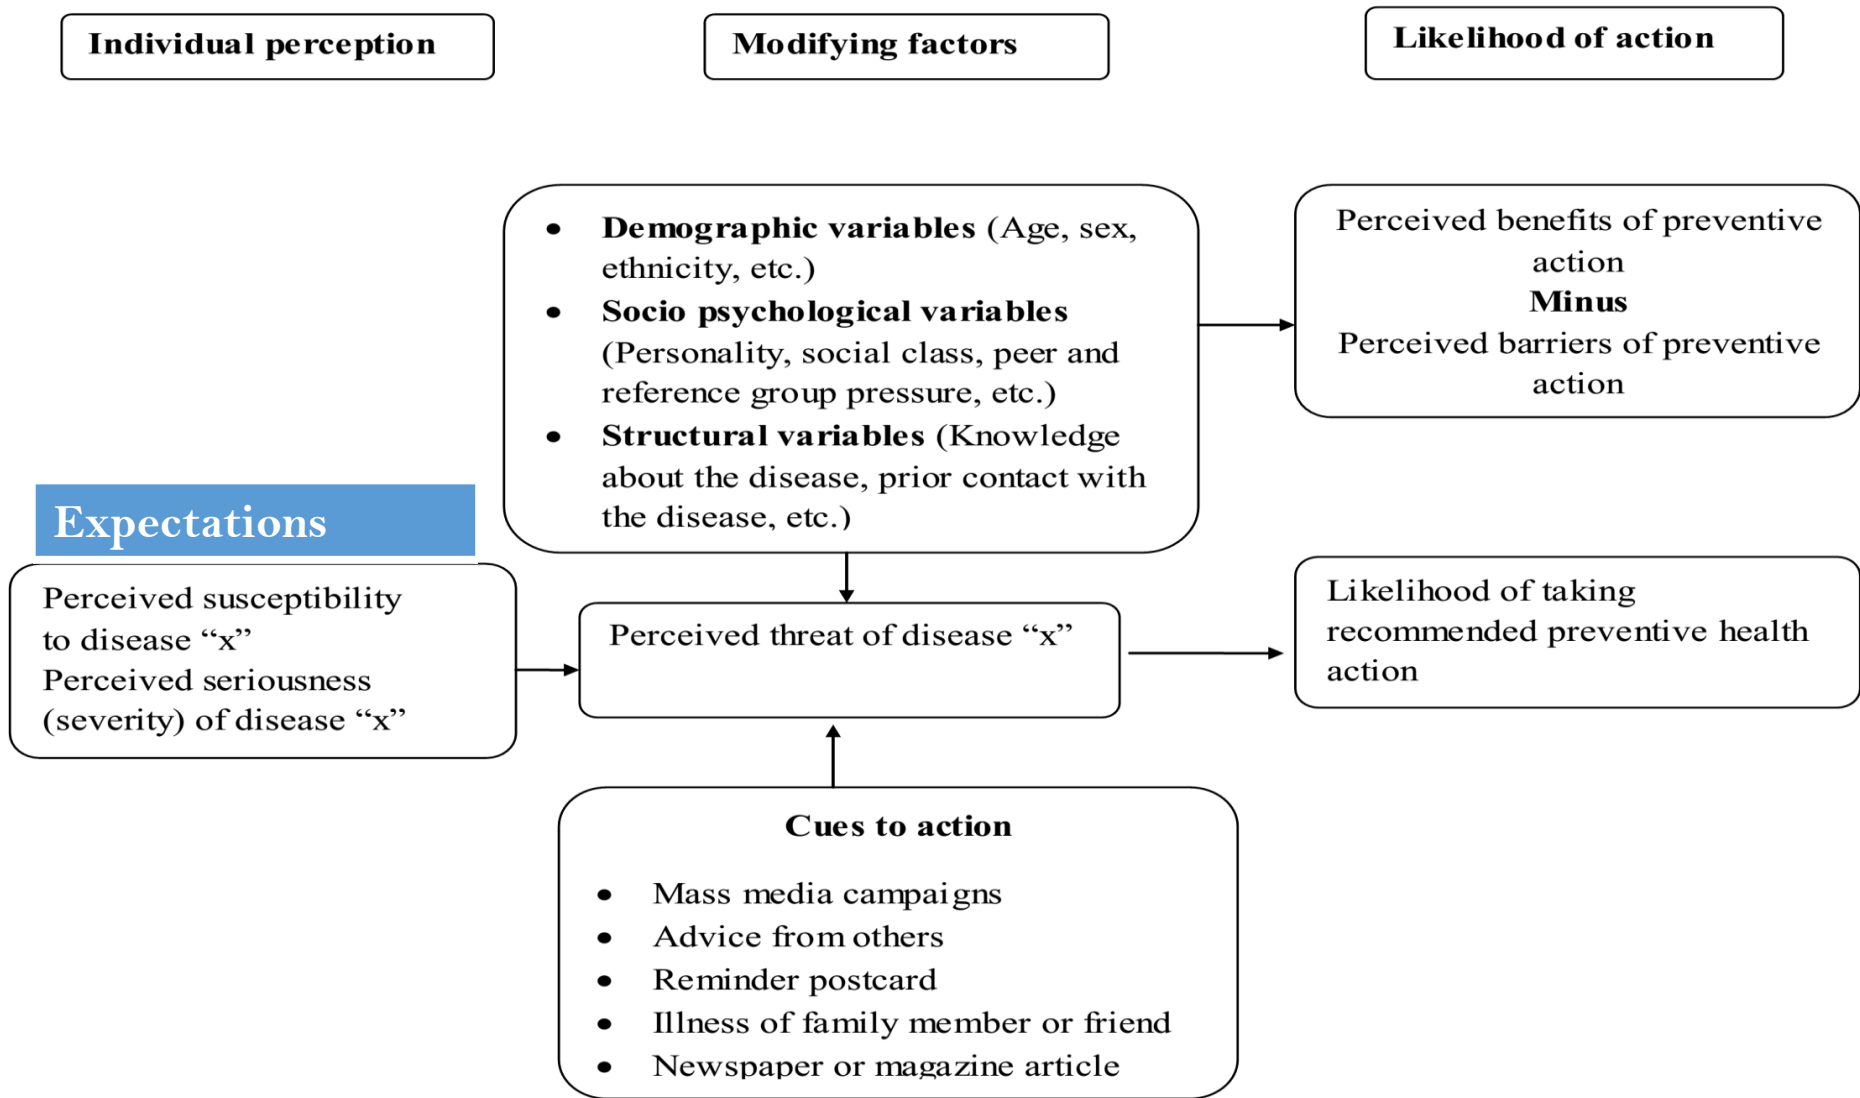 Individual perception
Modifying factors
Likelihood of action
• Demographic variables (Age, sex,
ethnicity, etc.)
• Socio psychological variables
(Personality, social class, peer and
reference group pressure, etc.)
• Structural variables (Knowledge
about the disease, prior contact with
the disease, etc.)
Perceived benefits of preventive
action
Minus
Perceived barriers of preventive
action
Expectations
Perceived susceptibility
to disease “x”
Perceived seriousness
(severity) of disease “x”
Perceived threat of disease “x”
Likelihood of taking
recommended preventive health
action
Cues to action
• Mass media campaigns
• Advice from others
• Reminder postcard
• Illness of family member or friend
• Newspaper or magazine article